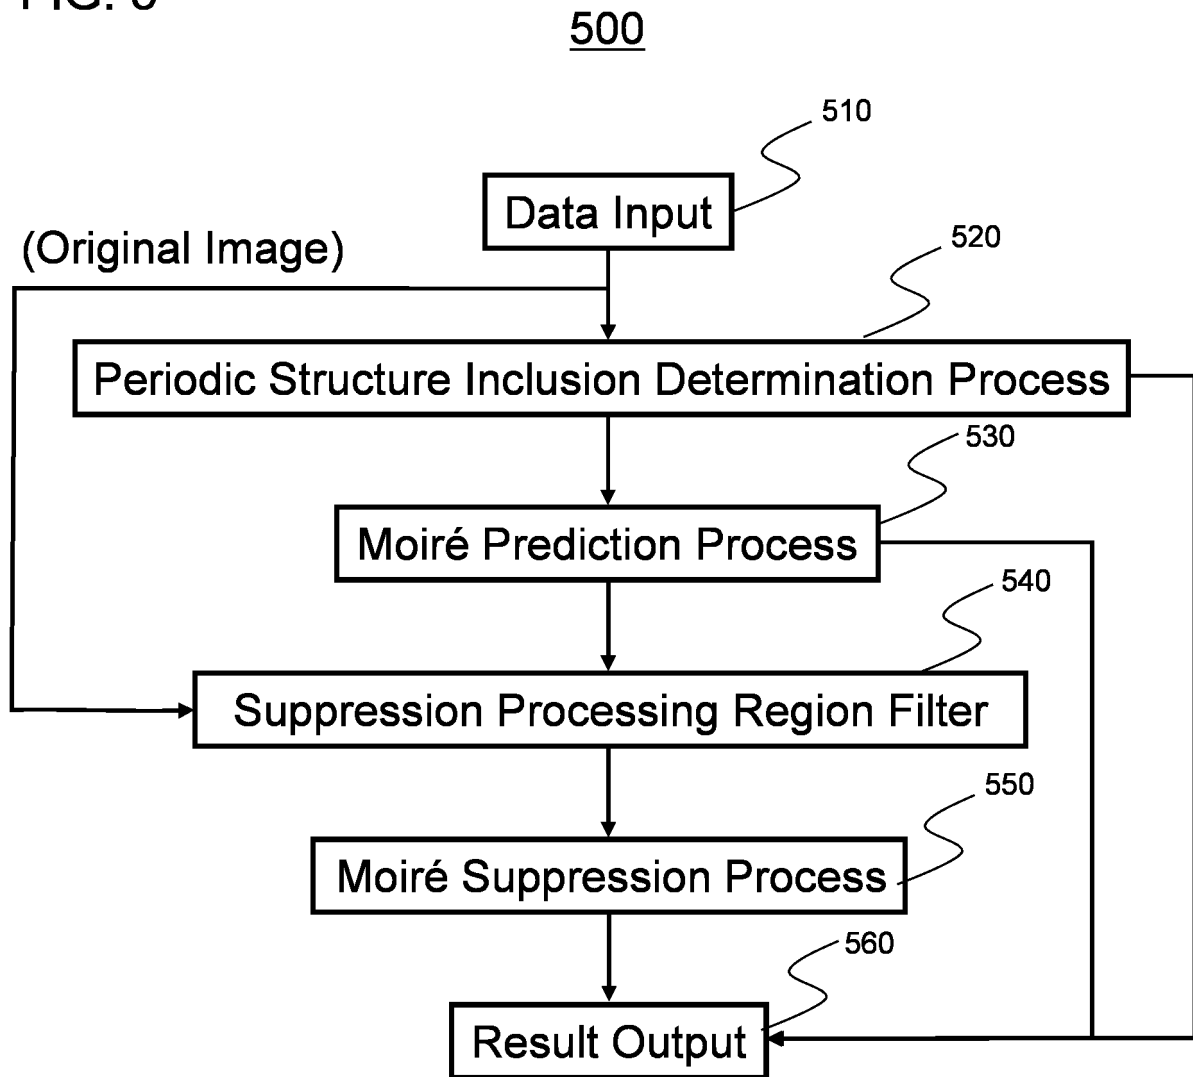 500
510
Data Input
(Original Image)
520
Periodic Structure Inclusion Determination Process
530
Moiré Prediction Process
540
Suppression Processing Region Filter
550
Moiré Suppression Process
560
Result Output